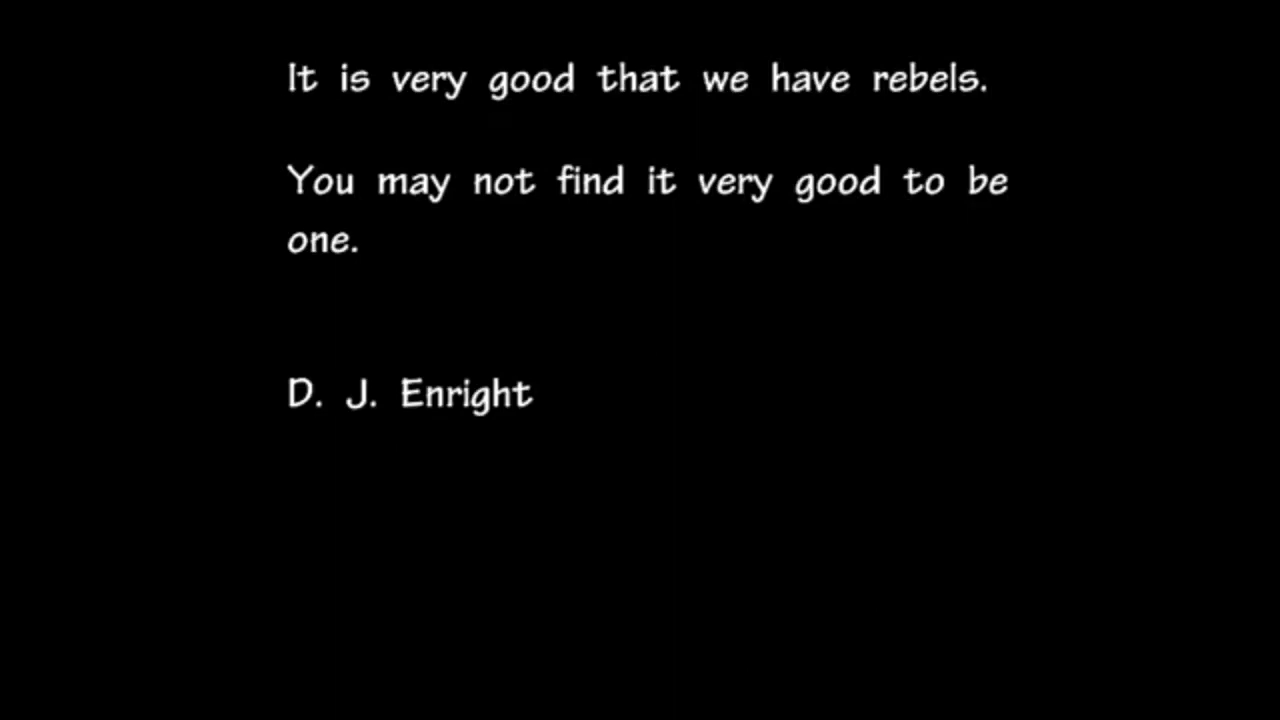 It is very good that we have rebels.
You may not find it very good to be
one.
D. J. Enright